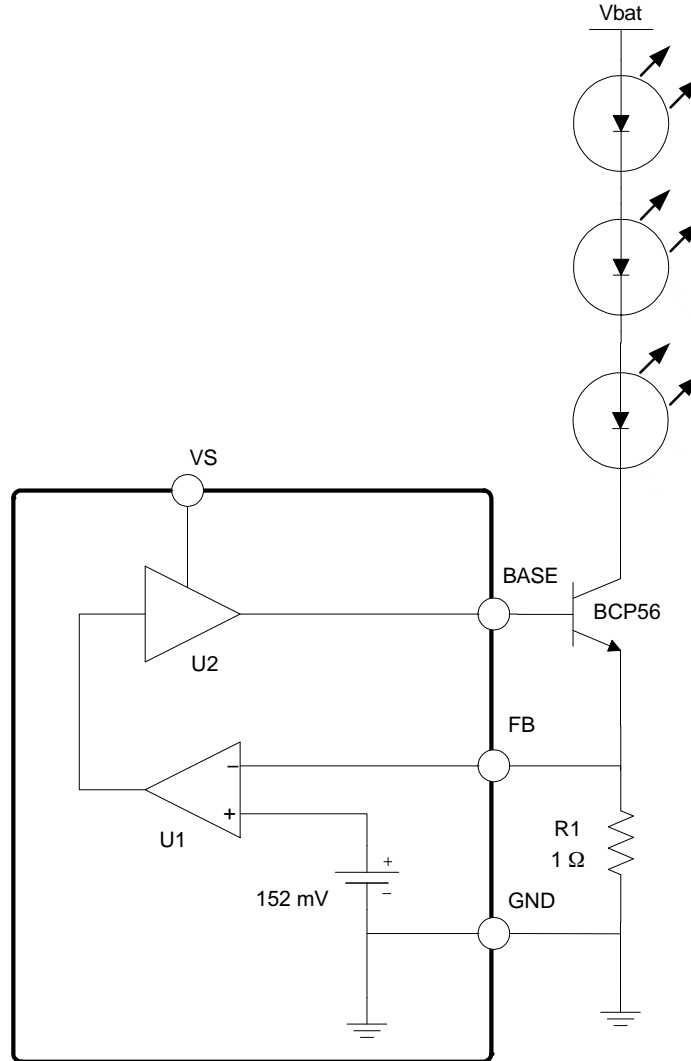 Vbat
VS
BASE
BCP56
U2
FB
−
+
U1
R1
1 Ω
+
−
152 mV
GND